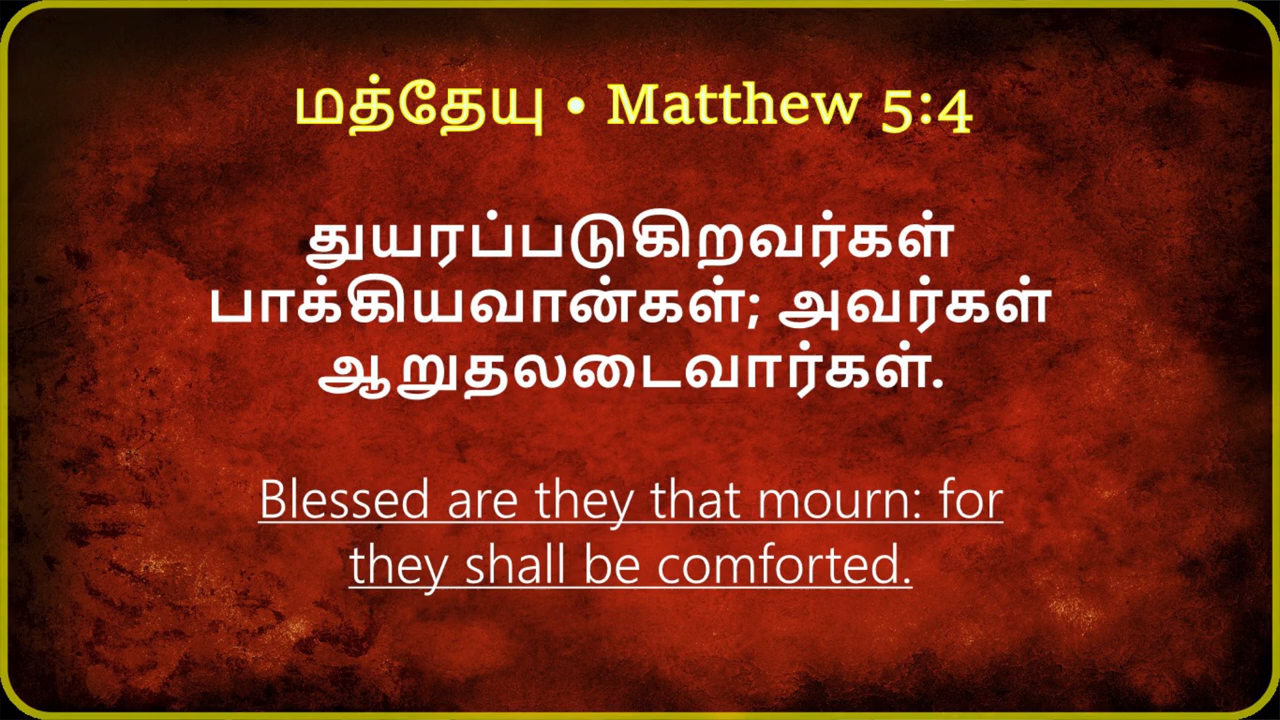 மத்தேயு • Matthew 5:4
துயரப்படுகிறவர்கள்
பாக்கியவான்கள்; அவர்கள்
ஆறுதலடைவார்கள்.
Blessed are they that mourn: for
they shall be comforted.